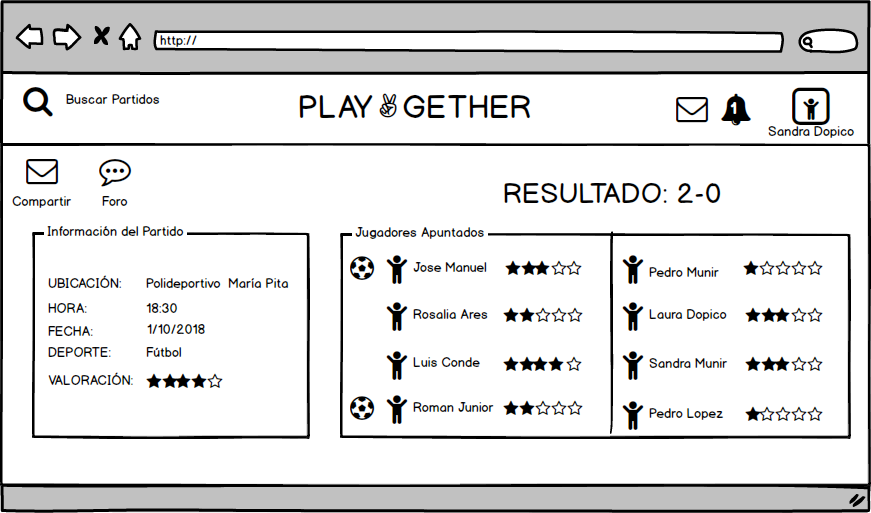 http://
Buscar Partidos
PLAY✌GETHER
1
Sandra Dopico
Compartir
Foro
RESULTADO: 2-0
Información del Partido
UBICACIÓN: Polideportivo María Pita
HORA: 18:30
FECHA: 1/10/2018
DEPORTE: Fútbol
VALORACIÓN:
Jugadores Apuntados
Jose Manuel
Rosalia Ares
Luis Conde
Roman Junior
Pedro Munir
Laura Dopico
Sandra Munir
Pedro Lopez